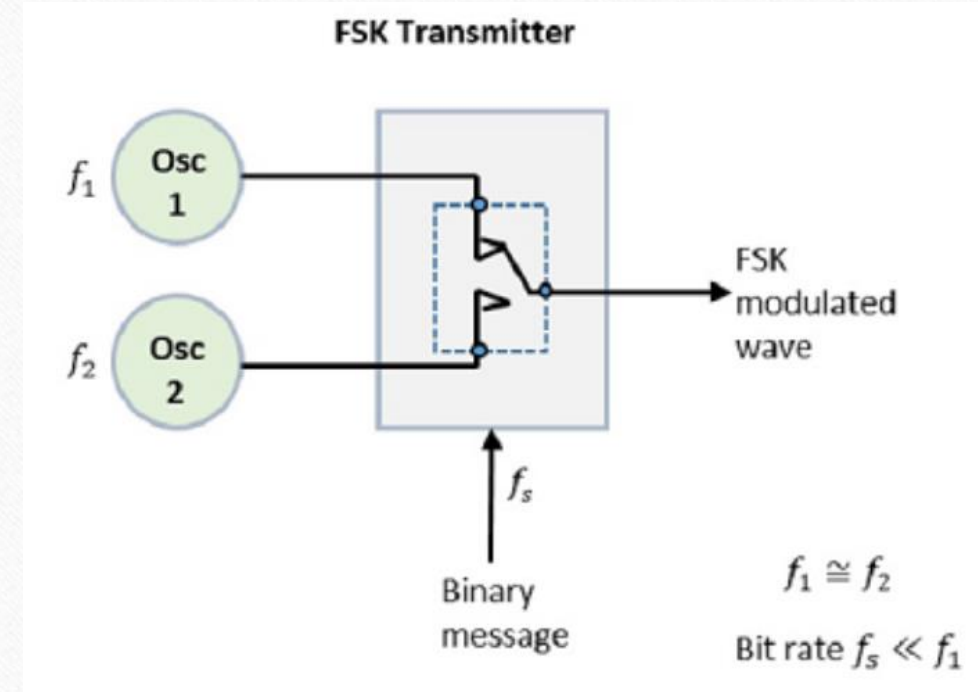 FSK Transmitter
f₁
Osc
1
f₂
Osc
2
FSK
modulated
wave
fₛ
Binary
message
f₁ ≅ f₂
Bit rate fₛ ≪ f₁